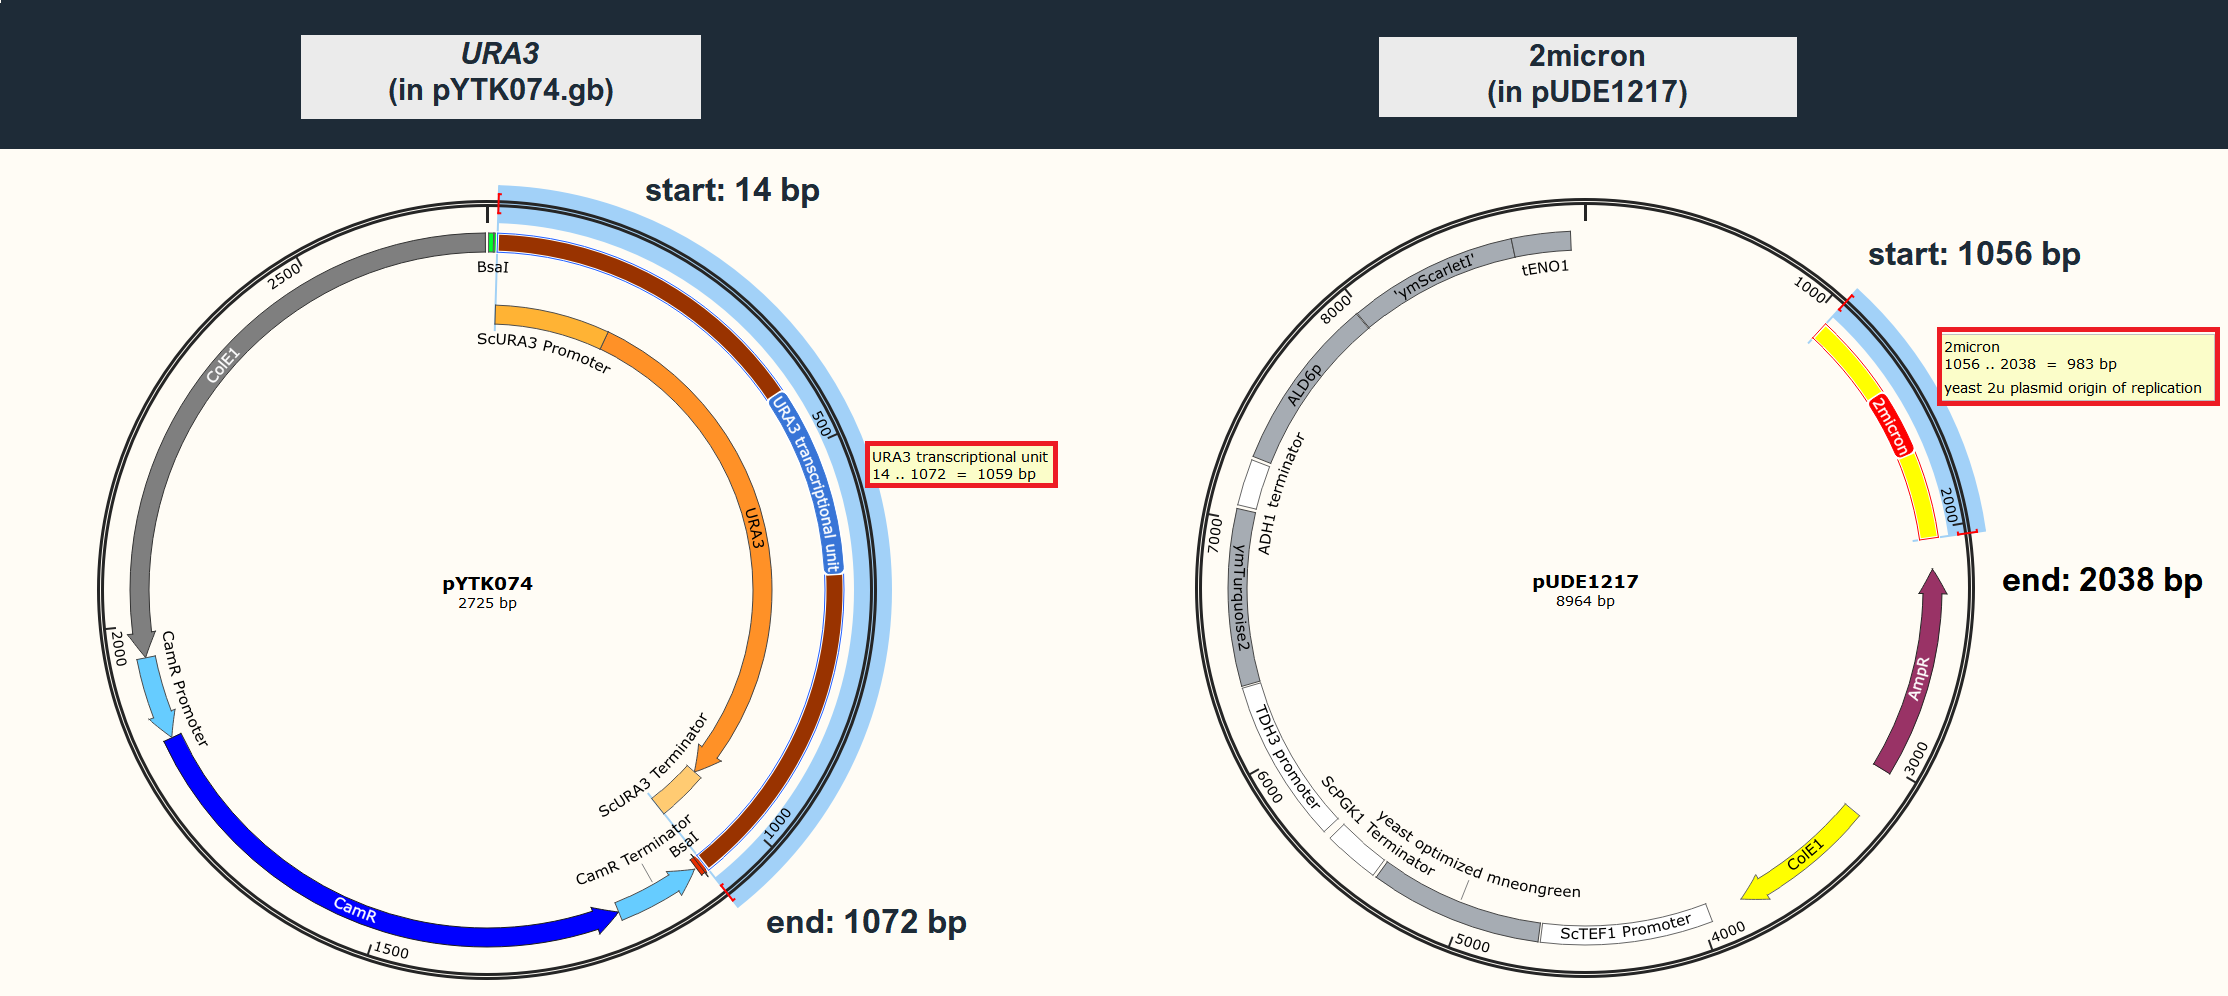 URA3
(in pYTK074.gb)
2micron
(in pUDE1217)
start: 14 bp
BsaI
2500
ColE1
ScURA3 Promoter
URA3 transcriptional unit
500
URA3 transcriptional unit
14 .. 1072 = 1059 bp
URA3
pYTK074
2725 bp
2000
CamR Promoter
ScURA3 Terminator
CamR Terminator
BsaI
1000
CamR
1500
end: 1072 bp
start: 1056 bp
1000
tENO1
'ymScarletI'
8000
2micron
1056 .. 2038 = 983 bp
yeast 2u plasmid origin of replication
ALD6p
2micron
2000
ADH1 terminator
7000
ymTurquoise2
pUDE1217
8964 bp
end: 2038 bp
AmpR
TDH3 promoter
6000
3000
ScPGK1 Terminator
yeast optimized mneongreen
ColE1
ScTEF1 Promoter
4000
5000